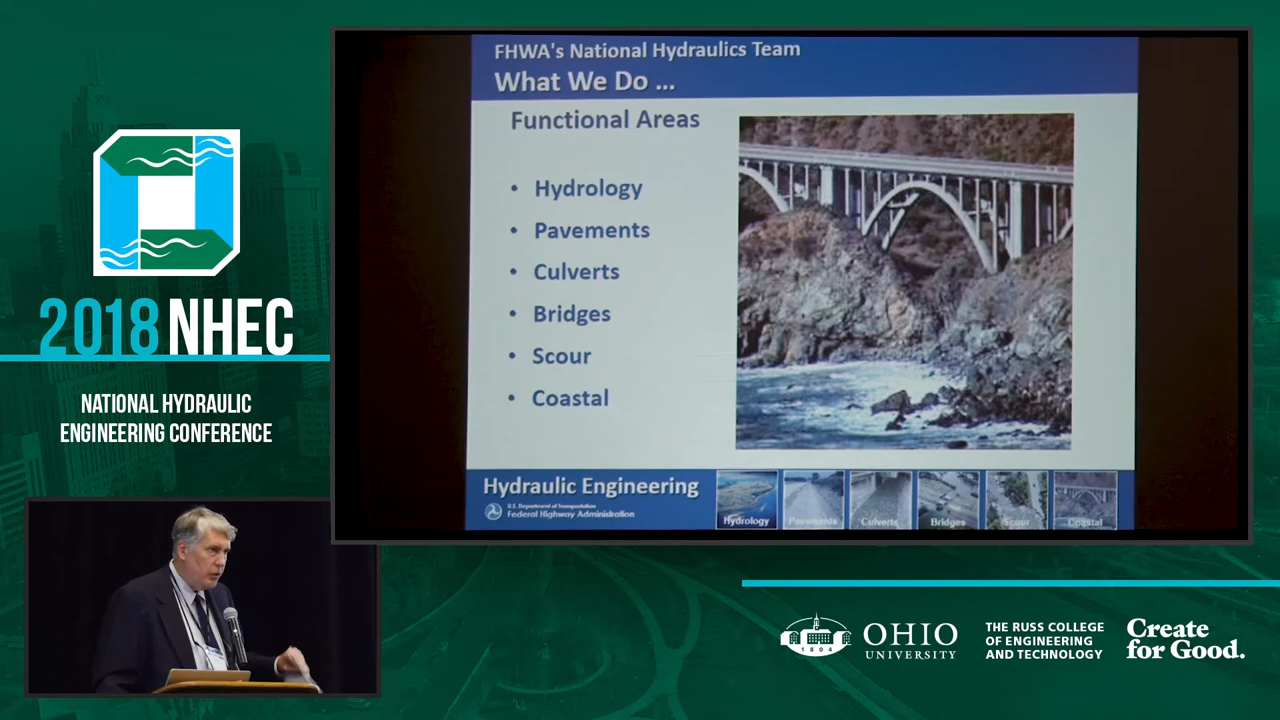 2018 NHEC
NATIONAL HYDRAULIC
ENGINEERING CONFERENCE
FHWA's National Hydraulics Team
What We Do ...
Functional Areas
• Hydrology
• Pavements
• Culverts
• Bridges
• Scour
• Coastal
Hydraulic Engineering
U.S. Department of Transportation
Federal Highway Administration
Hydrology
Pavements
Culverts
Bridges
Scour
Coastal
1804
OHIO
UNIVERSITY
THE RUSS COLLEGE
OF ENGINEERING
AND TECHNOLOGY
Create
for Good.